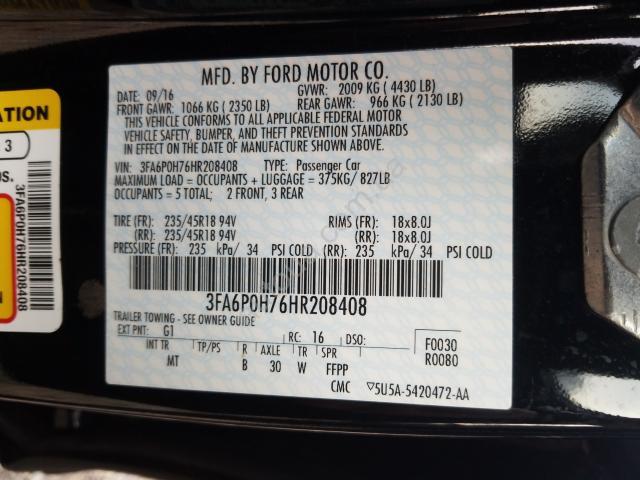 MFD. BY FORD MOTOR CO.
DATE: 09/16 GVWR: 2009 KG ( 4430 LB)
FRONT GAWR: 1066 KG ( 2350 LB) REAR GAWR: 966 KG ( 2130 LB)
THIS VEHICLE CONFORMS TO ALL APPLICABLE FEDERAL MOTOR
VEHICLE SAFETY, BUMPER, AND THEFT PREVENTION STANDARDS
IN EFFECT ON THE DATE OF MANUFACTURE SHOWN ABOVE.
VIN: 3FA6P0H76HR208408 TYPE: Passenger Car
MAXIMUM LOAD = OCCUPANTS + LUGGAGE = 375KG/ 827LB
OCCUPANTS = 5 TOTAL; 2 FRONT, 3 REAR
TIRE (FR): 235/45R18 94V RIMS (FR): 18x8.0J
(RR): 235/45R18 94V (RR): 18x8.0J
PRESSURE (FR): 235 kPa/ 34 PSI COLD (RR): 235 kPa/ 34 PSI COLD
3FA6P0H76HR208408
TRAILER TOWING - SEE OWNER GUIDE
EXT PNT: G1 RC: 16 DSO: F0030
R0080
INT TR TP/PS R AXLE TR SPR
MT B 30 W FFPP
CMC ▽5U5A-5420472-AA
ATION
3
OS.
3FA6P0H76HR208408